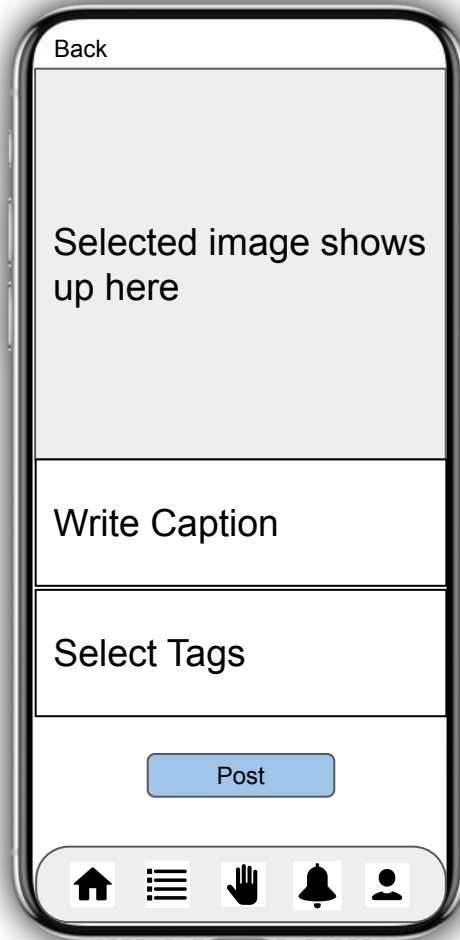 Back
Selected image shows
up here
Write Caption
Select Tags
Post